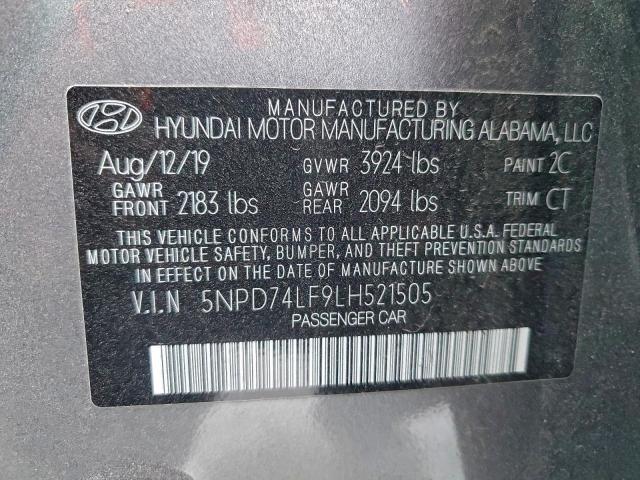 MANUFACTURED BY
HYUNDAI MOTOR MANUFACTURING ALABAMA, LLC
Aug/12/19 GVWR 3924 lbs PAINT 2C
GAWR FRONT 2183 lbs GAWR REAR 2094 lbs TRIM CT
THIS VEHICLE CONFORMS TO ALL APPLICABLE U.S.A. FEDERAL
MOTOR VEHICLE SAFETY, BUMPER, AND THEFT PREVENTION STANDARDS
IN EFFECT ON THE DATE OF MANUFACTURE SHOWN ABOVE.
V.I.N 5NPD74LF9LH521505
PASSENGER CAR